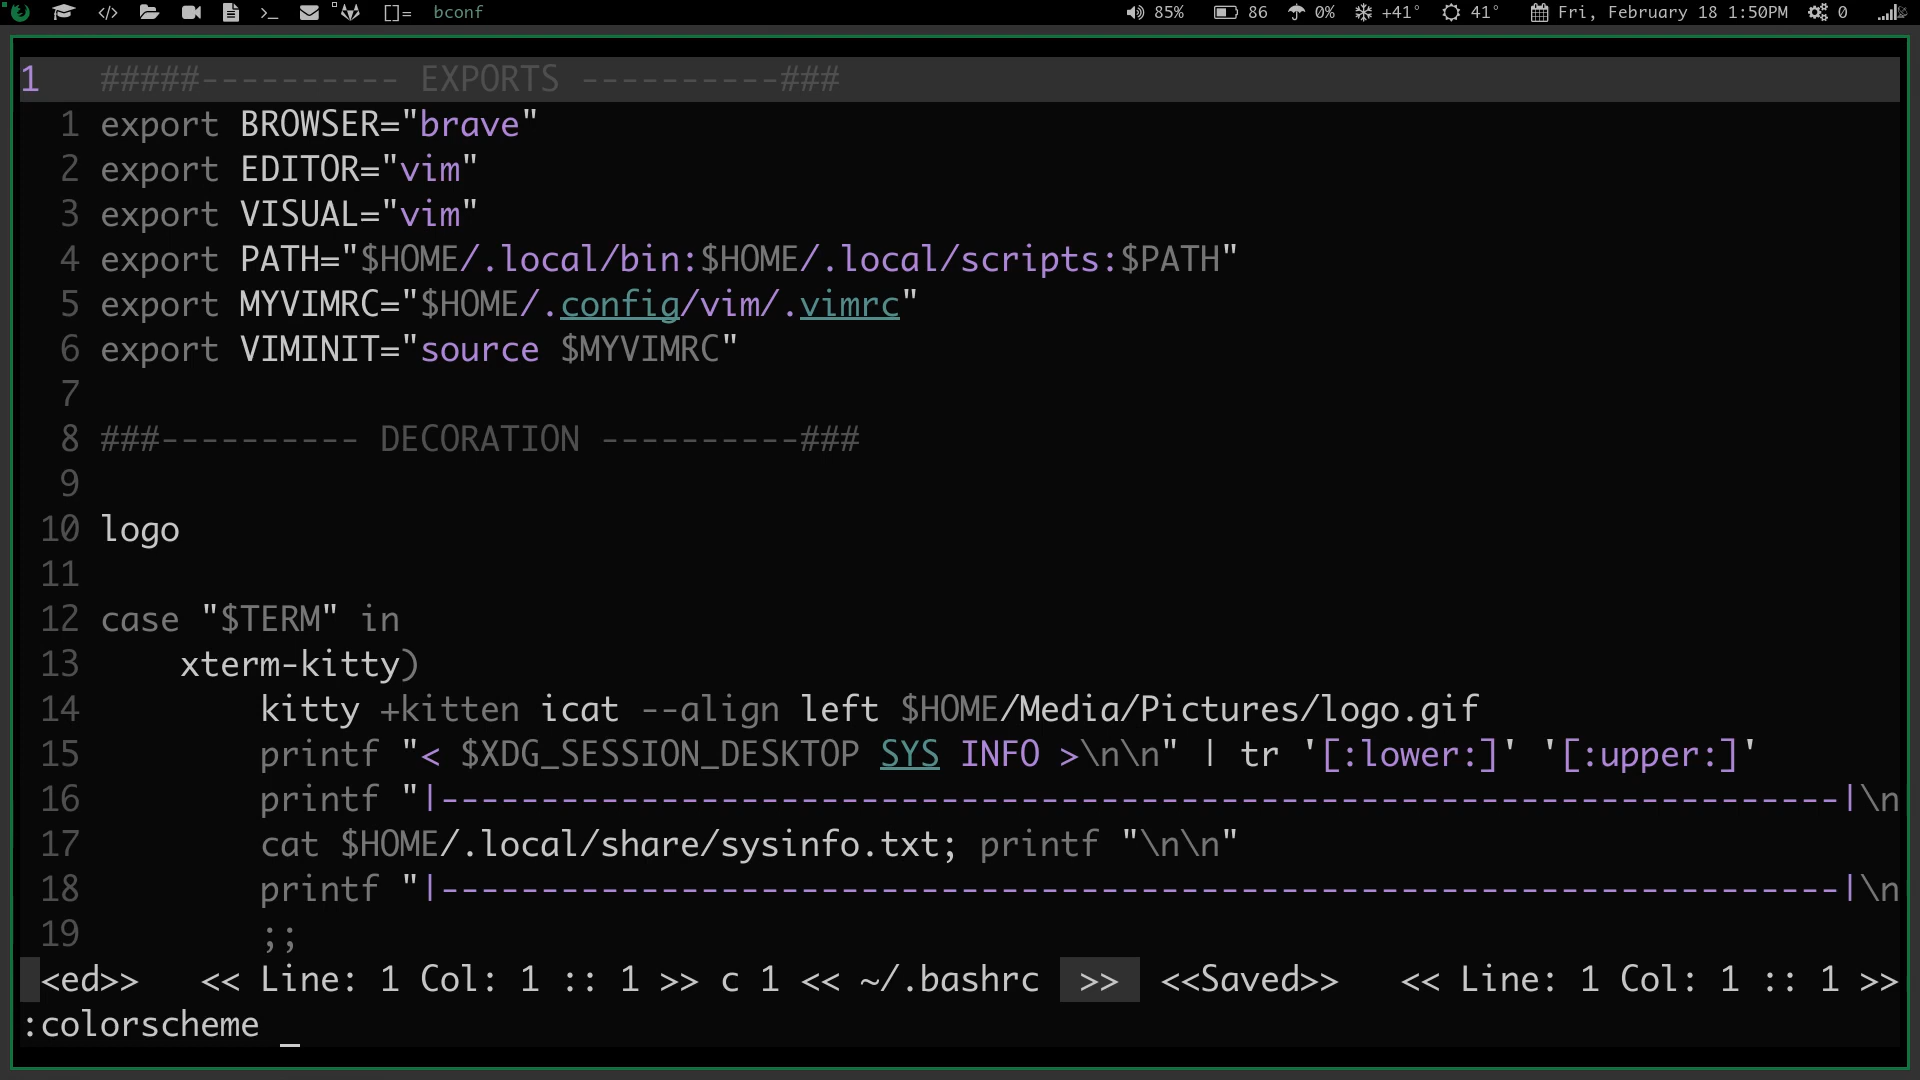 []= bconf 85% 86 0% +41° 41° Fri, February 18 1:50PM 0
1 #####---------- EXPORTS ----------###
1 export BROWSER="brave"
2 export EDITOR="vim"
3 export VISUAL="vim"
4 export PATH="$HOME/.local/bin:$HOME/.local/scripts:$PATH"
5 export MYVIMRC="$HOME/.config/vim/.vimrc"
6 export VIMINIT="source $MYVIMRC"
7
8 ###---------- DECORATION ----------###
9
10 logo
11
12 case "$TERM" in
13 xterm-kitty)
14 kitty +kitten icat --align left $HOME/Media/Pictures/logo.gif
15 printf "< $XDG_SESSION_DESKTOP SYS INFO >\n\n" | tr '[:lower:]' '[:upper:]'
16 printf "|----------------------------------------------------------------------|\n
17 cat $HOME/.local/share/sysinfo.txt; printf "\n\n"
18 printf "|----------------------------------------------------------------------|\n
19 ;;
<ed>> << Line: 1 Col: 1 :: 1 >> c 1 << ~/.bashrc >> <<Saved>> << Line: 1 Col: 1 :: 1 >>
:colorscheme _